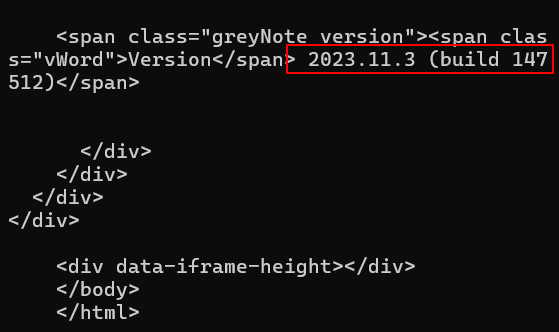 <span class="greyNote version"><span clas
s="vWord">Version</span> 2023.11.3 (build 147
512)</span>
</div>
</div>
</div>
</div>
<div data-iframe-height></div>
</body>
</html>